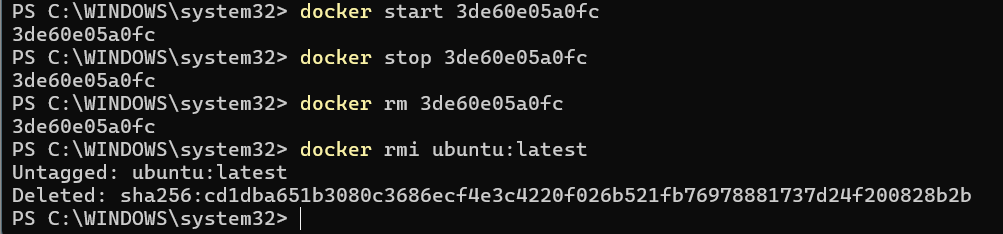 PS C:\WINDOWS\system32> docker start 3de60e05a0fc
3de60e05a0fc
PS C:\WINDOWS\system32> docker stop 3de60e05a0fc
3de60e05a0fc
PS C:\WINDOWS\system32> docker rm 3de60e05a0fc
3de60e05a0fc
PS C:\WINDOWS\system32> docker rmi ubuntu:latest
Untagged: ubuntu:latest
Deleted: sha256:cd1dba651b3080c3686ecf4e3c4220f026b521fb76978881737d24f200828b2b
PS C:\WINDOWS\system32>